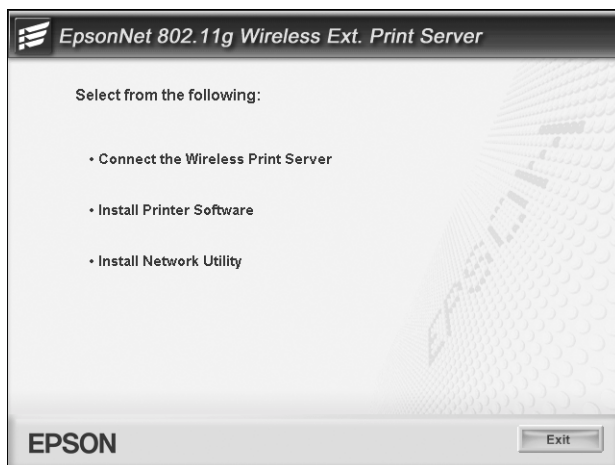 EpsonNet 802.11g Wireless Ext. Print Server
Select from the following:
• Connect the Wireless Print Server
• Install Printer Software
• Install Network Utility
EPSON
EPSON
Exit